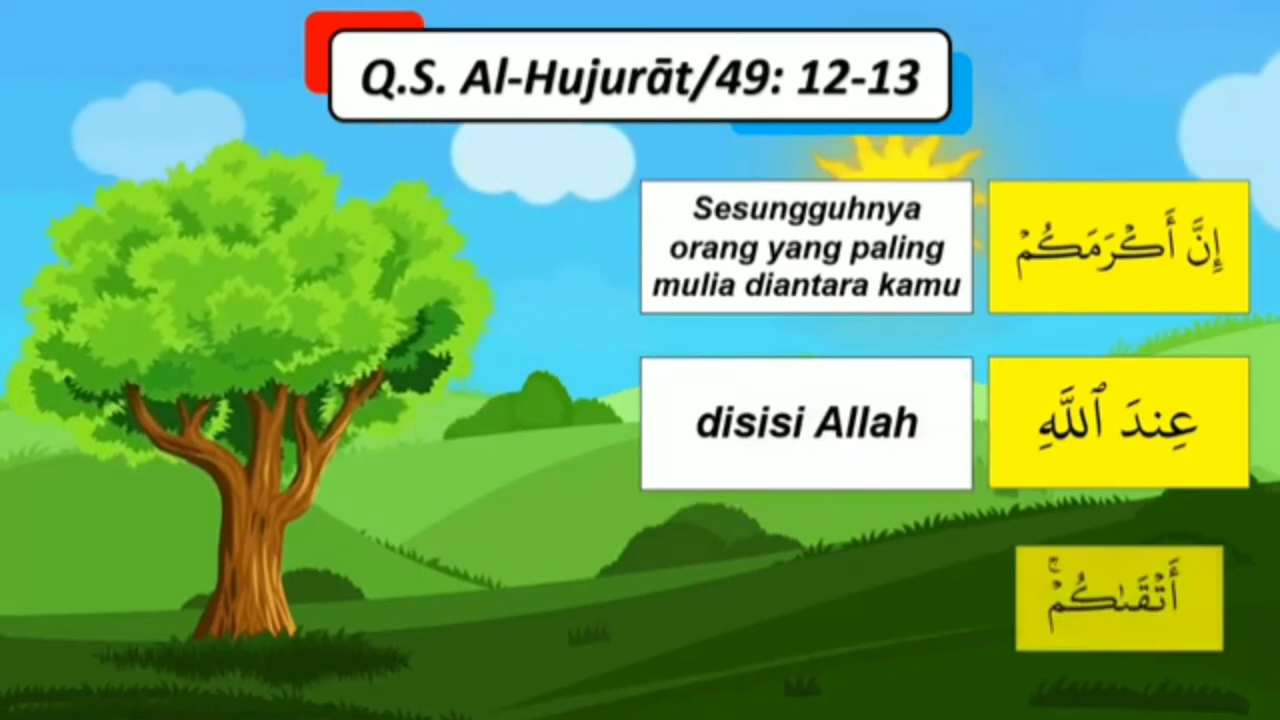 Q.S. Al-Hujurāt/49: 12-13
Sesungguhnya
orang yang paling
mulia diantara kamu
إِنَّ أَكْرَمَكُمْ
disisi Allah
عِندَ ٱللَّهِ
أَتْقَىٰكُمْ ۚ